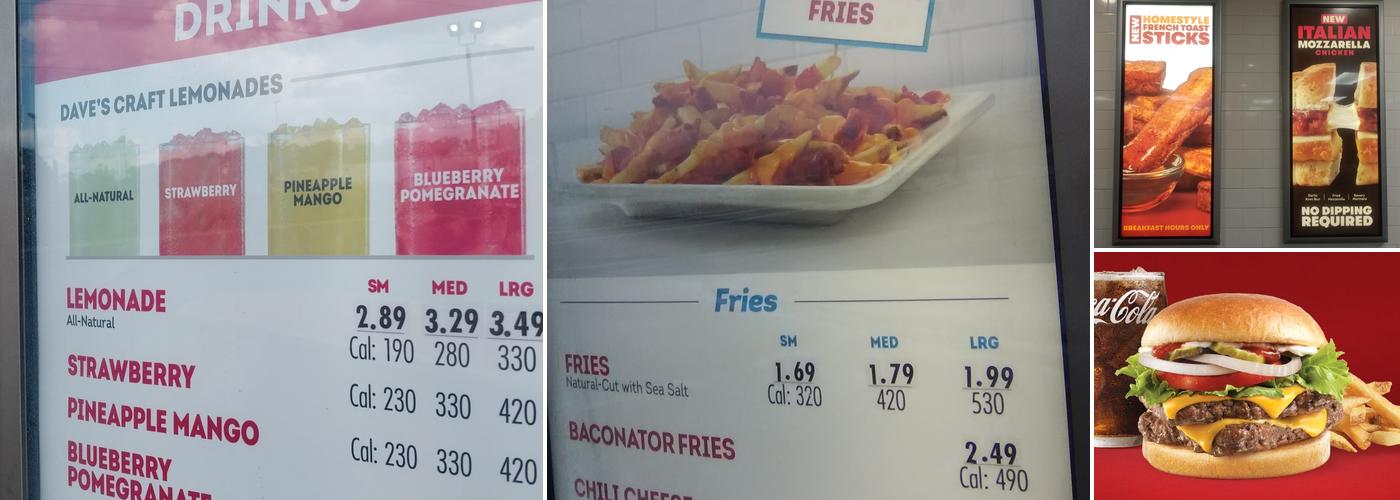 DRINKS
DAVE'S CRAFT LEMONADES
ALL-NATURAL
STRAWBERRY
PINEAPPLE
MANGO
BLUEBERRY
POMEGRANATE
SM MED LRG
LEMONADE 2.89 3.29 3.49
All-Natural Cal: 190 280 330
STRAWBERRY Cal: 230 330 420
PINEAPPLE MANGO Cal: 230 330 420
BLUEBERRY
POMEGRANATE
FRIES
Fries
SM MED LRG
FRIES 1.69 1.79 1.99
Natural-Cut with Sea Salt Cal: 320 420 530
BACONATOR FRIES 2.49
Cal: 490
CHILI CHEESE
NEW HOMESTYLE
FRENCH TOAST
STICKS
BREAKFAST HOURS ONLY
NEW
ITALIAN
MOZZARELLA
CHICKEN
NO DIPPING
REQUIRED
ca-Cola